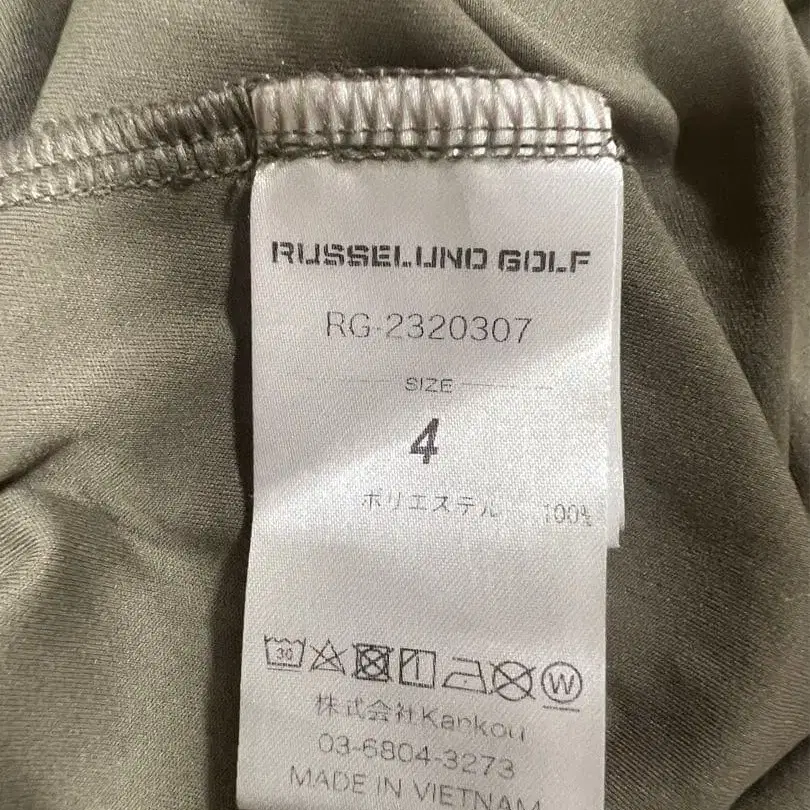 RUSSELUNO GOLF
RG-2320307
SIZE
4
ポリエステル 100%
30
W
株式会社Kankou
03-6804-3273
MADE IN VIETNAM